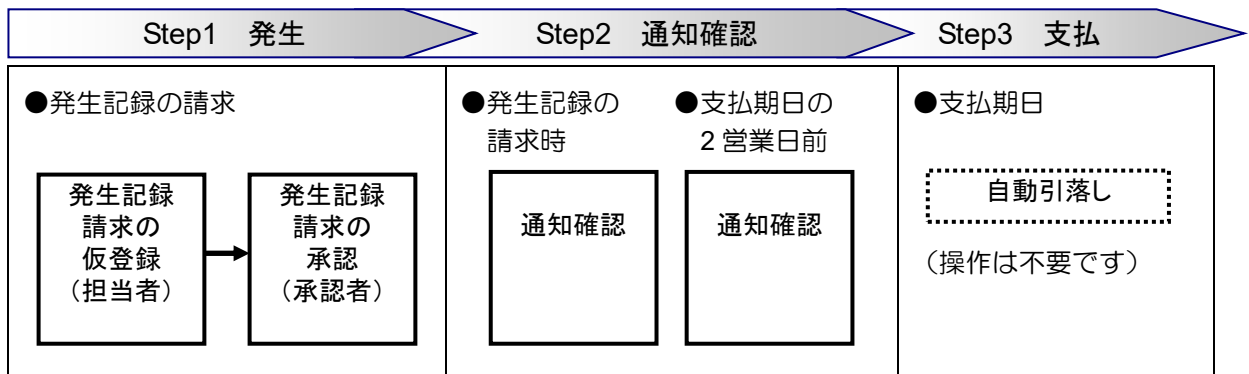 Step1 発生
Step2 通知確認
Step3 支払
●発生記録の請求
発生記録
請求の
仮登録
（担当者）
発生記録
請求の
承認
（承認者）
●発生記録の
請求時
通知確認
●支払期日の
2営業日前
通知確認
●支払期日
自動引落し
（操作は不要です）